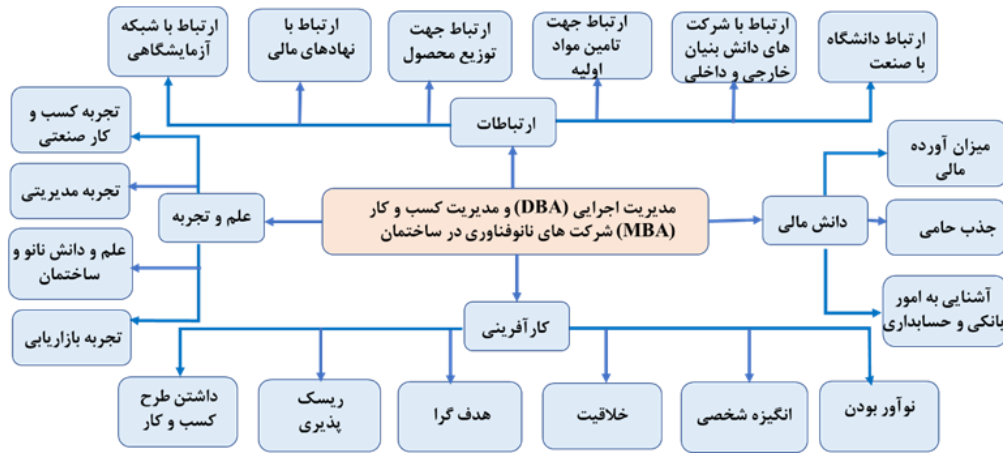 ارتباط دانشگاه
با صنعت
ارتباط با شرکت
های دانش بنیان
خارجی و داخلی
ارتباط جهت
تامین مواد
اولیه
ارتباط جهت
توزیع محصول
ارتباط با
نهادهای مالی
ارتباط با شبکه
آزمایشگاهی
ارتباطات
میزان آورده
مالی
جذب حامی
آشنایی به امور
بانکی و حسابداری
دانش مالی
مدیریت اجرایی (DBA) و مدیریت کسب و کار
(MBA) شرکت های نانوفناوری در ساختمان
علم و تجربه
تجربه کسب و
کار صنعتی
تجربه مدیریتی
علم و دانش نانو و
ساختمان
تجربه بازاریابی
کارآفرینی
نوآور بودن
انگیزه شخصی
خلاقیت
هدف گرا
ریسک
پذیری
داشتن طرح
کسب و کار